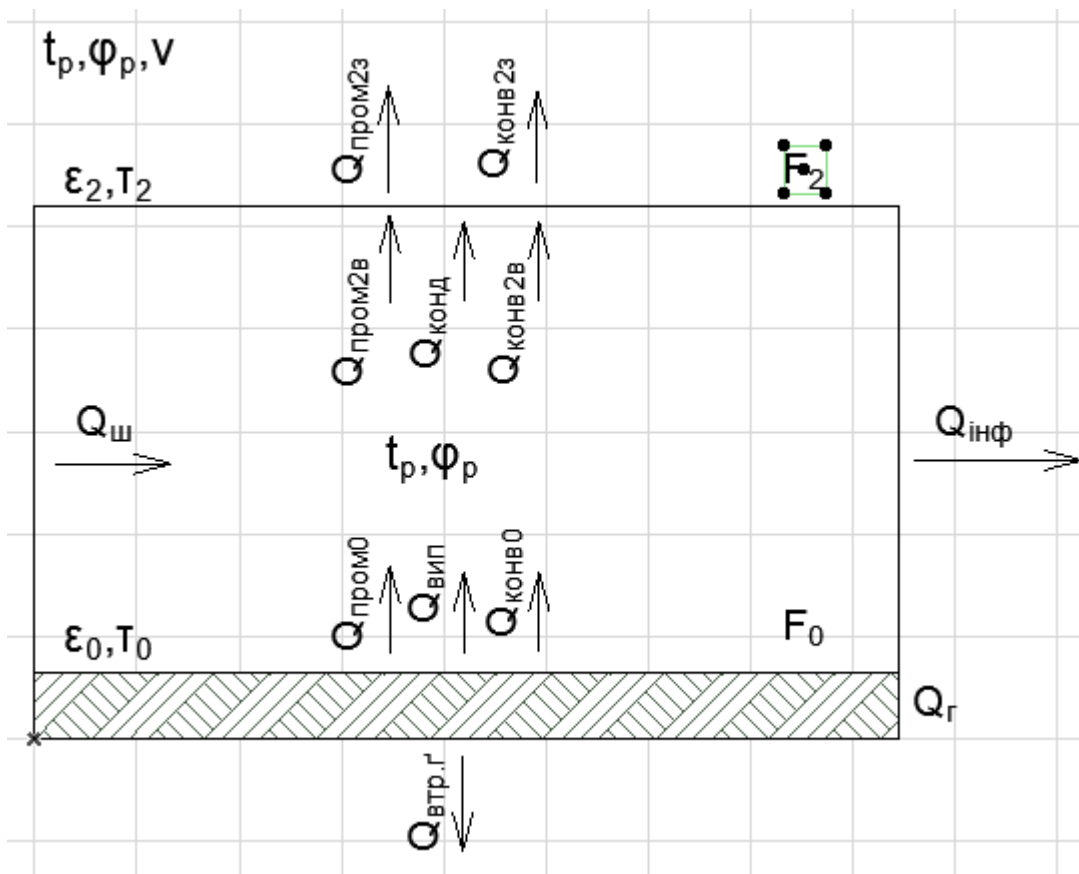 tр,φр,v
Qпром2з
Qконв2з
ε2,τ2
F2
Qпром2в
Qконд
Qконв2в
Qш
tр,φр
Qінф
Qпром0
Qвип
Qконв0
ε0,τ0
F0
Qг
Qвтр.ґ